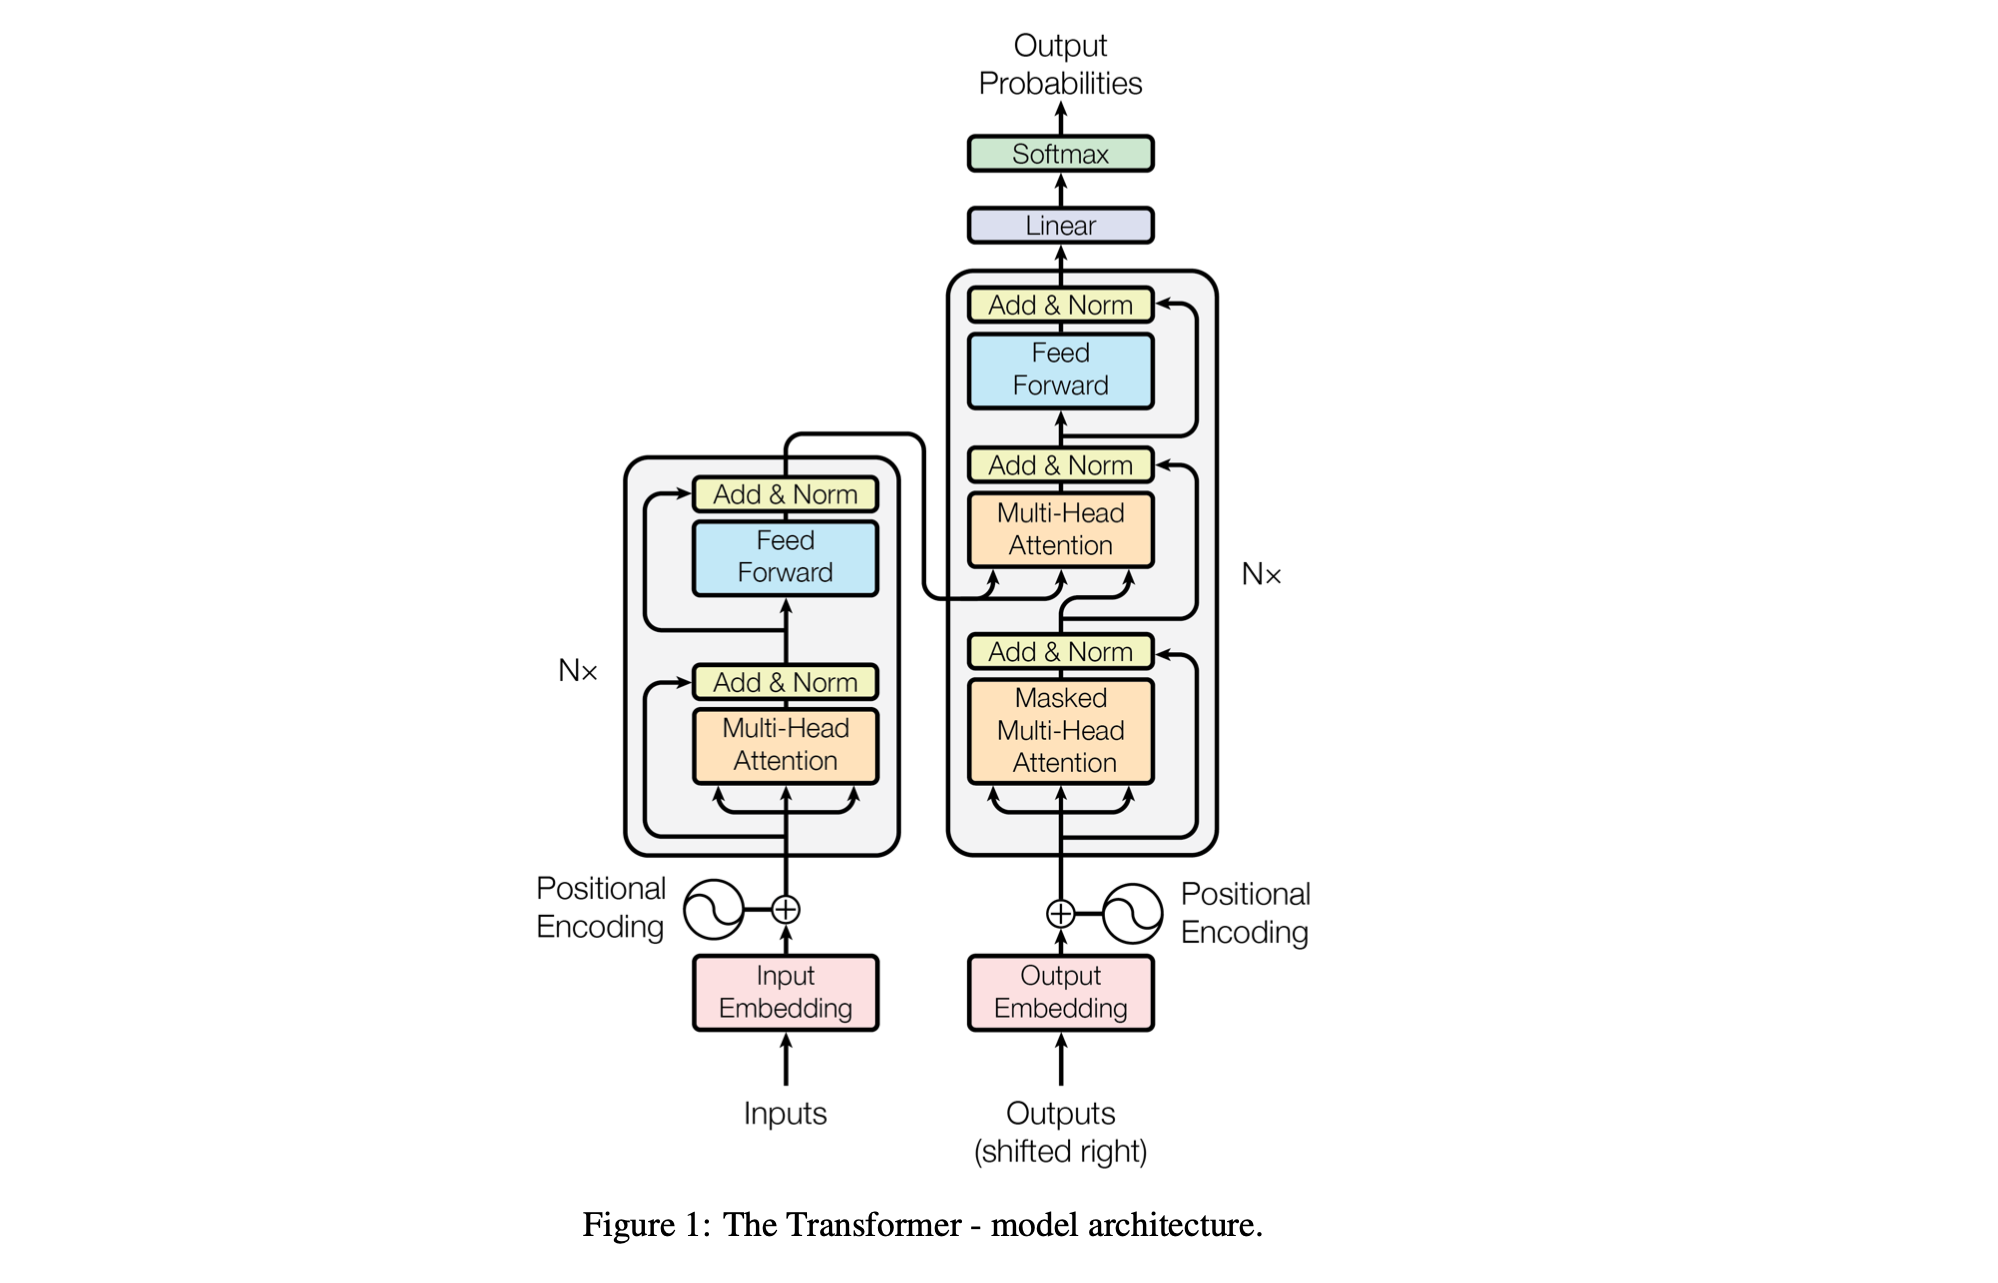 Output
Probabilities
Softmax
Linear
Add & Norm
Feed
Forward
Add & Norm
Multi-Head
Attention
Add & Norm
Masked
Multi-Head
Attention
N×
Add & Norm
Feed
Forward
Add & Norm
Multi-Head
Attention
N×
Positional
Encoding
Positional
Encoding
Input
Embedding
Output
Embedding
Inputs
Outputs
(shifted right)
Figure 1: The Transformer - model architecture.